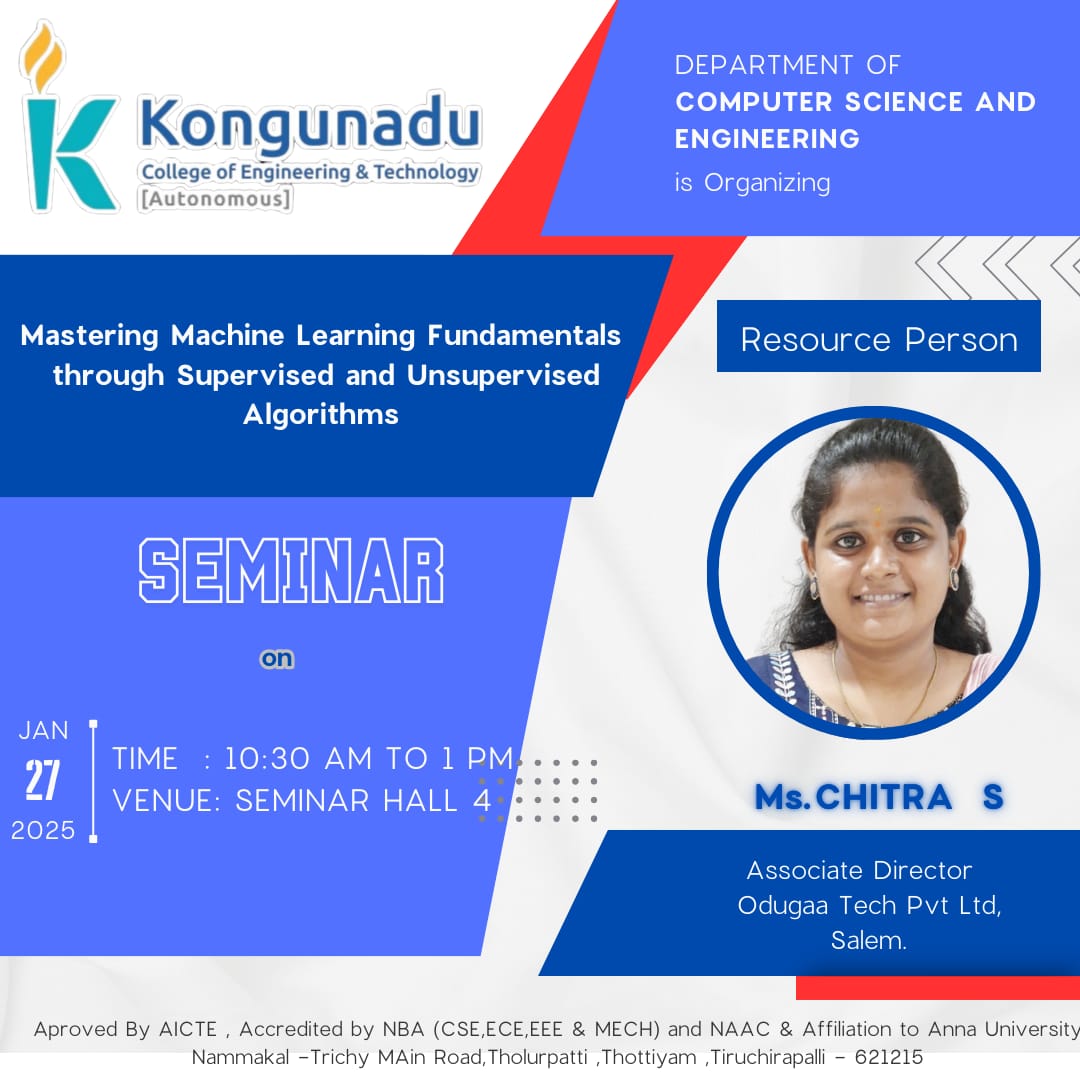 Kongunadu
College of Engineering & Technology
[Autonomous]
DEPARTMENT OF
COMPUTER SCIENCE AND
ENGINEERING
is Organizing
Mastering Machine Learning Fundamentals
through Supervised and Unsupervised
Algorithms
SEMINAR
on
JAN
27
2025
TIME : 10:30 AM TO 1 PM
VENUE: SEMINAR HALL 4
Resource Person
Ms.CHITRA S
Associate Director
Odugaa Tech Pvt Ltd,
Salem.
Aproved By AICTE , Accredited by NBA (CSE,ECE,EEE & MECH) and NAAC & Affiliation to Anna University
Nammakal -Trichy MAin Road,Tholurpatti ,Thottiyam ,Tiruchirapalli - 621215